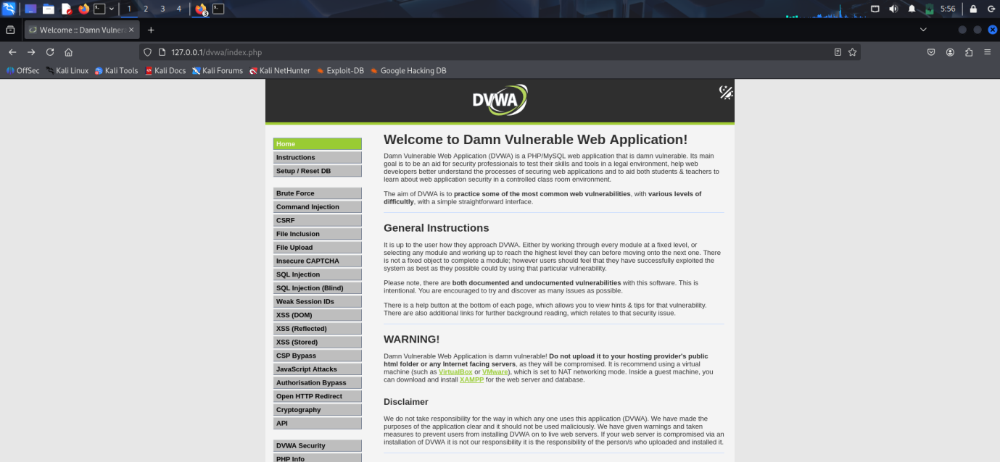 1 2 3 4 3 5:56
Welcome :: Damn Vulner
127.0.0.1/dvwa/index.php
OffSec Kali Linux Kali Tools Kali Docs Kali Forums Kali NetHunter Exploit-DB Google Hacking DB
DVWA
Home
Instructions
Setup / Reset DB
Brute Force
Command Injection
CSRF
File Inclusion
File Upload
Insecure CAPTCHA
SQL Injection
SQL Injection (Blind)
Weak Session IDs
XSS (DOM)
XSS (Reflected)
XSS (Stored)
CSP Bypass
JavaScript Attacks
Authorisation Bypass
Open HTTP Redirect
Cryptography
API
DVWA Security
PHP Info
Welcome to Damn Vulnerable Web Application!
Damn Vulnerable Web Application (DVWA) is a PHP/MySQL web application that is damn vulnerable. Its main
goal is to be an aid for security professionals to test their skills and tools in a legal environment, help web
developers better understand the processes of securing web applications and to aid both students & teachers to
learn about web application security in a controlled class room environment.
The aim of DVWA is to practice some of the most common web vulnerabilities, with various levels of
difficultly, with a simple straightforward interface.
General Instructions
It is up to the user how they approach DVWA. Either by working through every module at a fixed level, or
selecting any module and working up to reach the highest level they can before moving onto the next one. There
is not a fixed object to complete a module; however users should feel that they have successfully exploited the
system as best as they possible could by using that particular vulnerability.
Please note, there are both documented and undocumented vulnerabilities with this software. This is
intentional. You are encouraged to try and discover as many issues as possible.
There is a help button at the bottom of each page, which allows you to view hints & tips for that vulnerability.
There are also additional links for further background reading, which relates to that security issue.
WARNING!
Damn Vulnerable Web Application is damn vulnerable! Do not upload it to your hosting provider's public
html folder or any Internet facing servers, as they will be compromised. It is recommend using a virtual
machine (such as VirtualBox or VMware), which is set to NAT networking mode. Inside a guest machine, you
can download and install XAMPP for the web server and database.
Disclaimer
We do not take responsibility for the way in which any one uses this application (DVWA). We have made the
purposes of the application clear and it should not be used maliciously. We have given warnings and taken
measures to prevent users from installing DVWA on to live web servers. If your web server is compromised via an
installation of DVWA it is not our responsibility it is the responsibility of the person/s who uploaded and installed it.